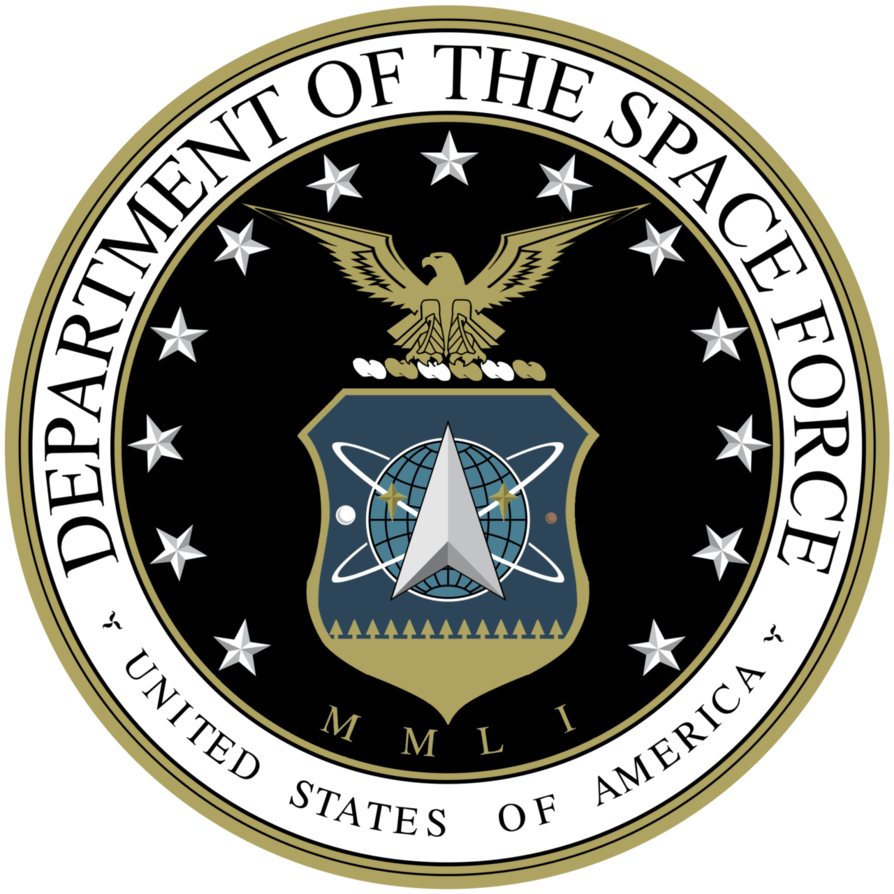 DEPARTMENT OF THE SPACE FORCE
MMLI
UNITED STATES OF AMERICA